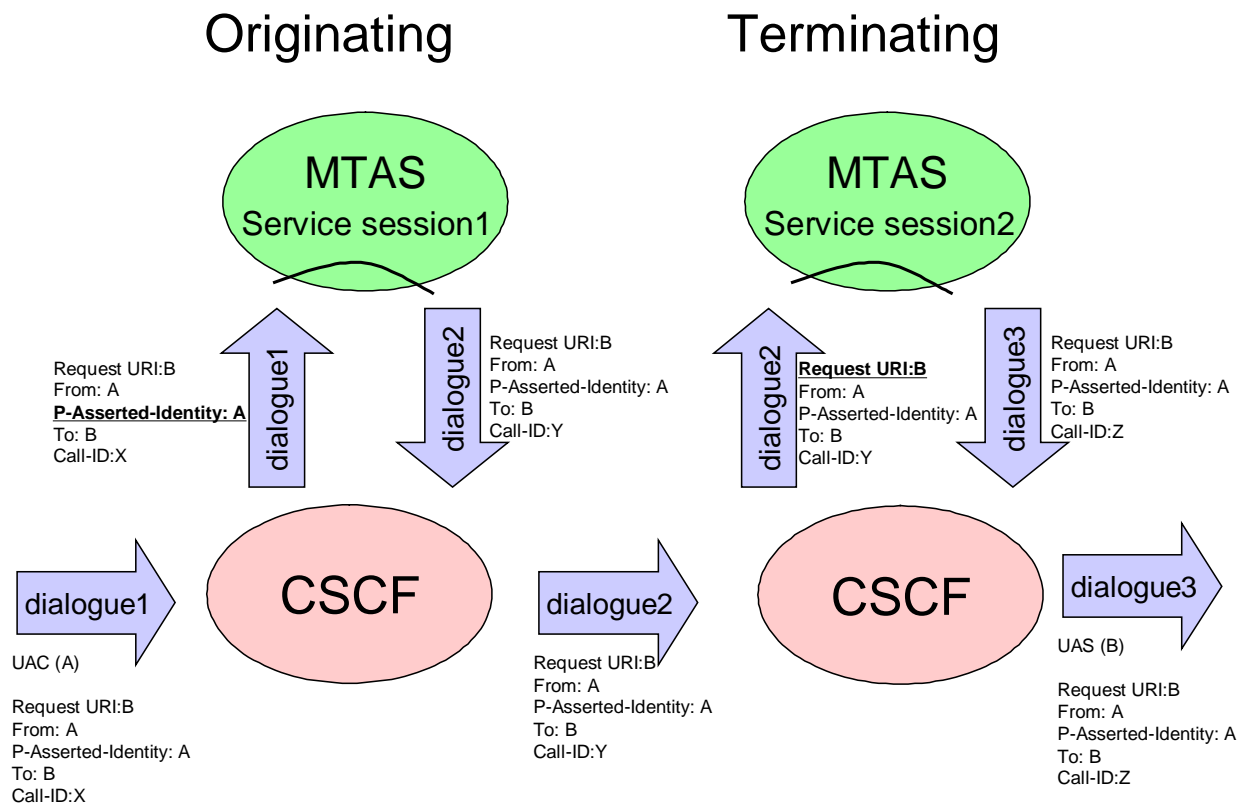 Originating
Terminating
MTAS
Service session1
MTAS
Service session2
Request URI:B
From: A
P-Asserted-Identity: A
To: B
Call-ID:X
dialogue1
dialogue2
Request URI:B
From: A
P-Asserted-Identity: A
To: B
Call-ID:Y
dialogue2
Request URI:B
From: A
P-Asserted-Identity: A
To: B
Call-ID:Y
dialogue3
Request URI:B
From: A
P-Asserted-Identity: A
To: B
Call-ID:Z
dialogue1
CSCF
dialogue2
CSCF
dialogue3
UAC (A)
Request URI:B
From: A
P-Asserted-Identity: A
To: B
Call-ID:X
Request URI:B
From: A
P-Asserted-Identity: A
To: B
Call-ID:Y
UAS (B)
Request URI:B
From: A
P-Asserted-Identity: A
To: B
Call-ID:Z